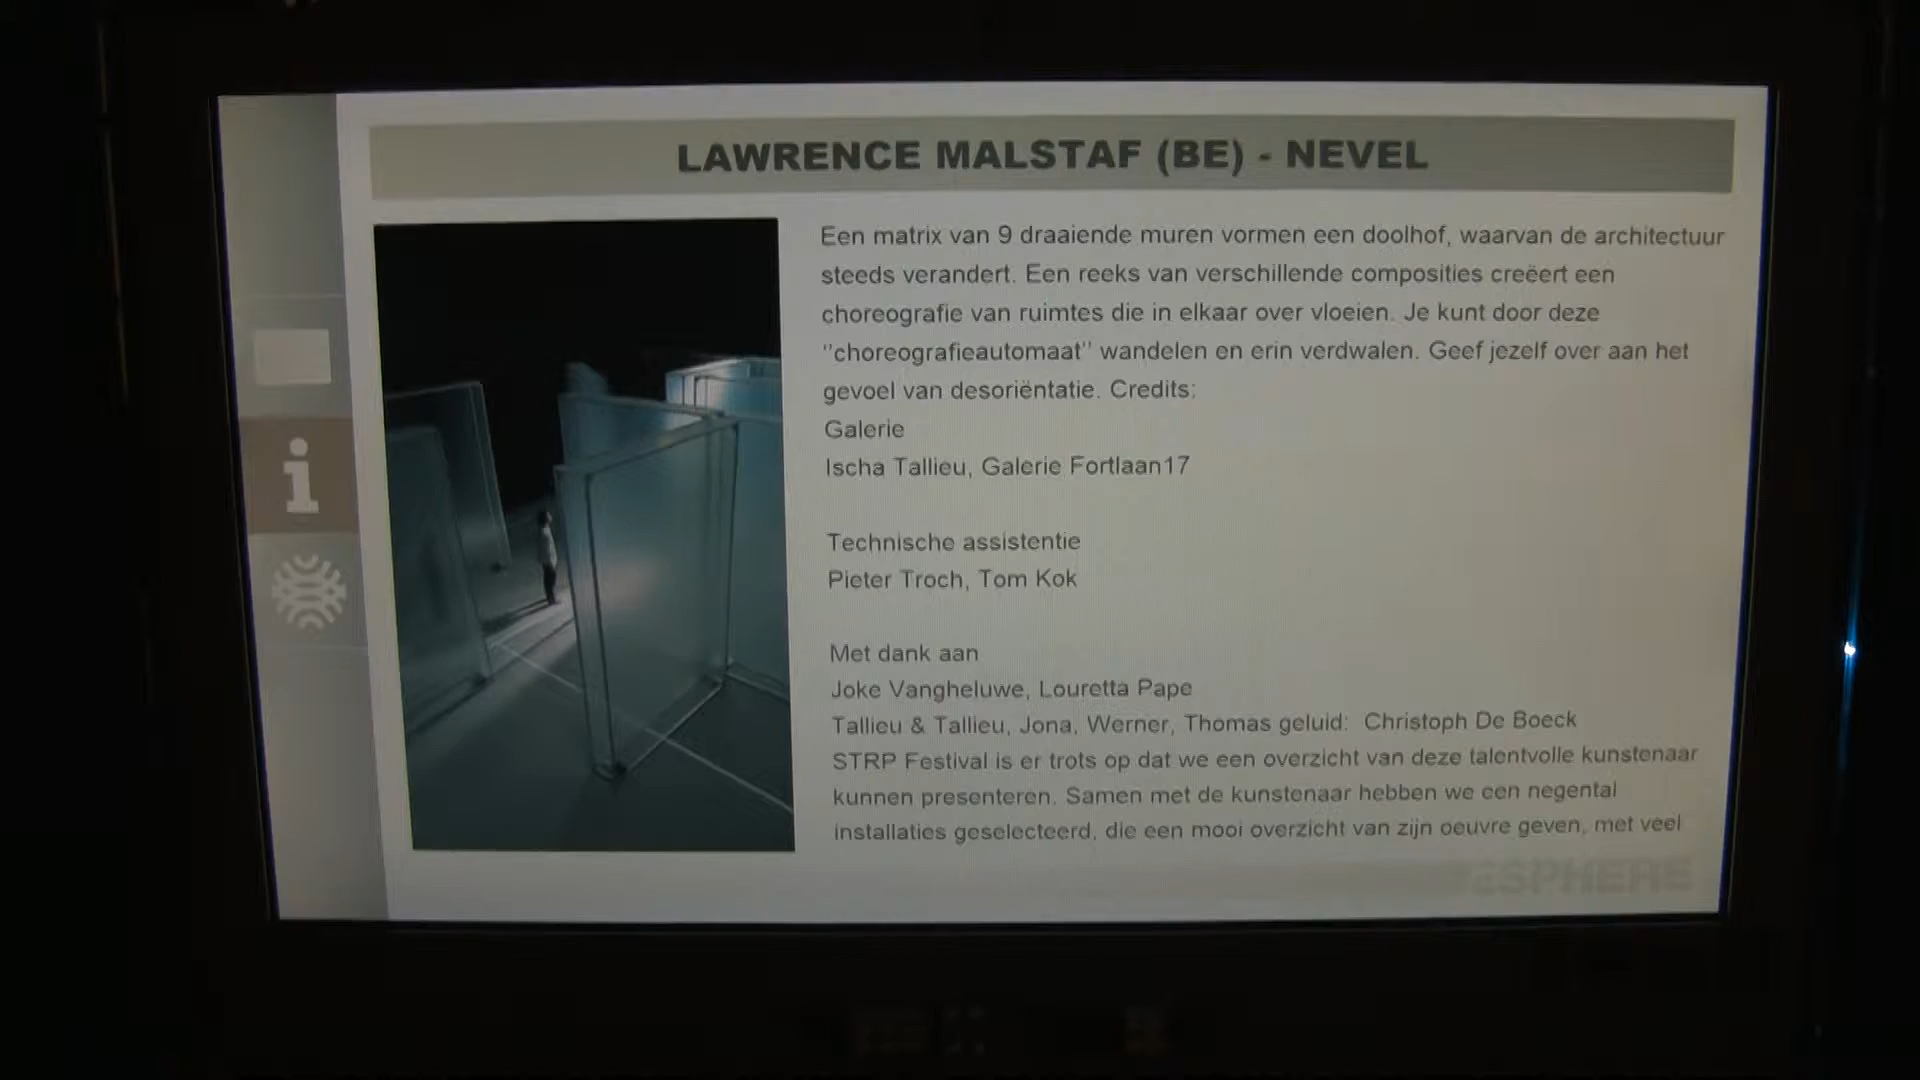 LAWRENCE MALSTAF (BE) - NEVEL
Een matrix van 9 draaiende muren vormen een doolhof, waarvan de architectuur
steeds verandert. Een reeks van verschillende composities creëert een
choreografie van ruimtes die in elkaar over vloeien. Je kunt door deze
"choreografieautomaat" wandelen en erin verdwalen. Geef jezelf over aan het
gevoel van desoriëntatie. Credits:
Galerie
Ischa Tallieu, Galerie Fortlaan17
Technische assistentie
Pieter Troch, Tom Kok
Met dank aan
Joke Vangheluwe, Louretta Pape
Tallieu & Tallieu, Jona, Werner, Thomas geluid: Christoph De Boeck
STRP Festival is er trots op dat we een overzicht van deze talentvolle kunstenaar
kunnen presenteren. Samen met de kunstenaar hebben we een negental
installaties geselecteerd, die een mooi overzicht van zijn oeuvre geven, met veel